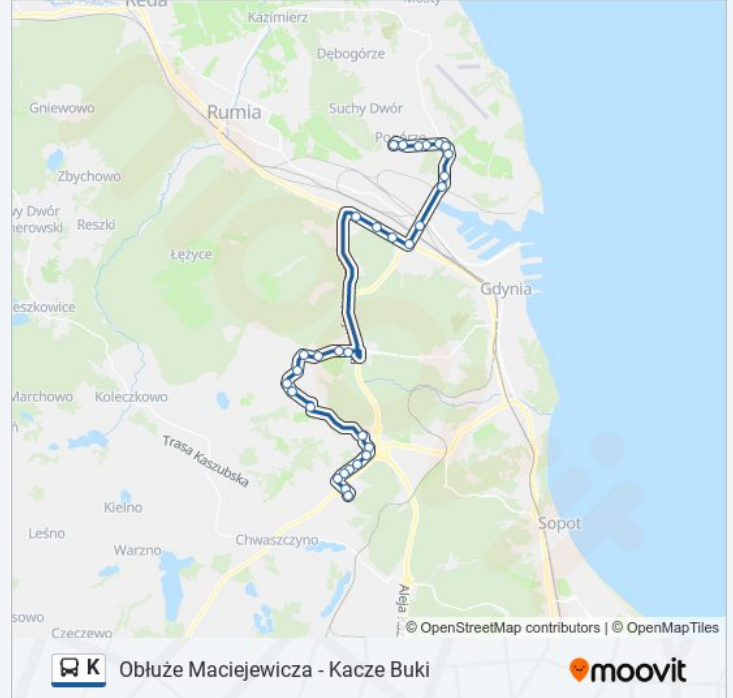 Reda
Mosty
Kazimierz
Dębogórze
Gniewowo
Rumia
Suchy Dwór
Pogórze
Zbychowo
Reszki
Łężyce
Gdynia
Marchowo
Koleczkowo
Trasa Kaszubska
Kielno
Leśno
Warzno
Chwaszczyno
Sopot
Czeczewo
© OpenStreetMap contributors | © OpenMapTiles
K
Obłuże Maciejewicza - Kacze Buki
moovit